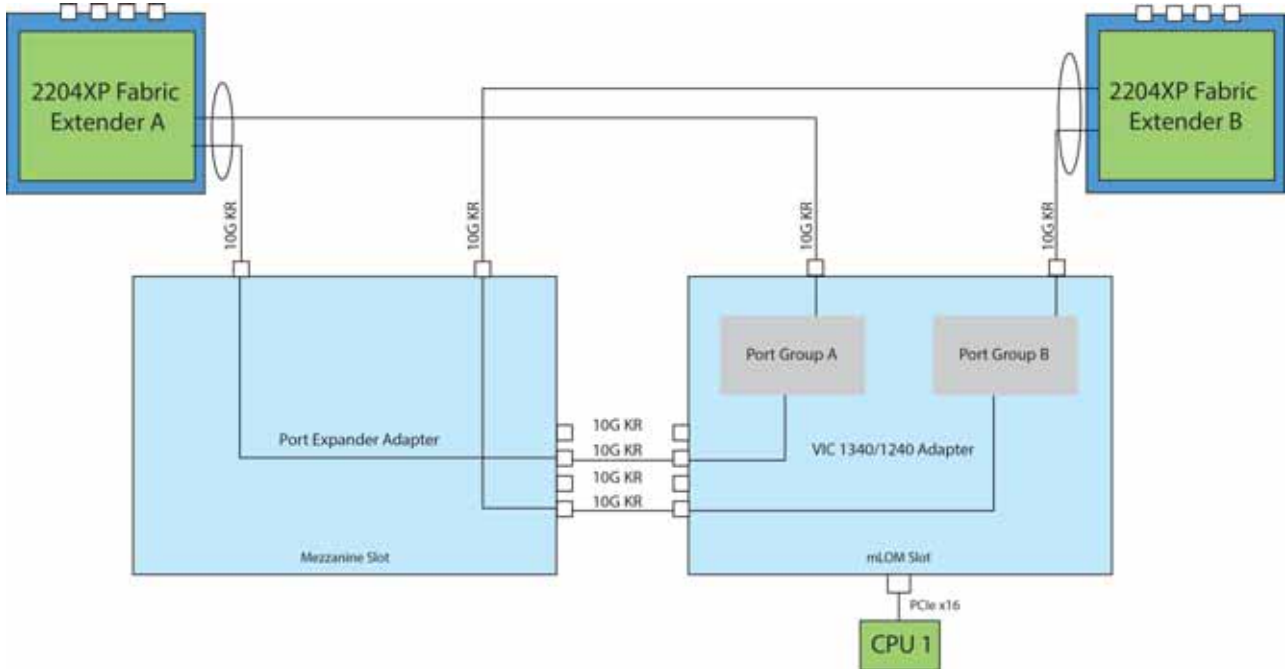 2204XP Fabric
Extender A
2204XP Fabric
Extender B
10G KR
10G KR
10G KR
10G KR
Port Group A
Port Group B
Port Expander Adapter
10G KR
10G KR
10G KR
10G KR
VIC 1340/1240 Adapter
Mezzanine Slot
mLOM Slot
PCIe x16
CPU 1